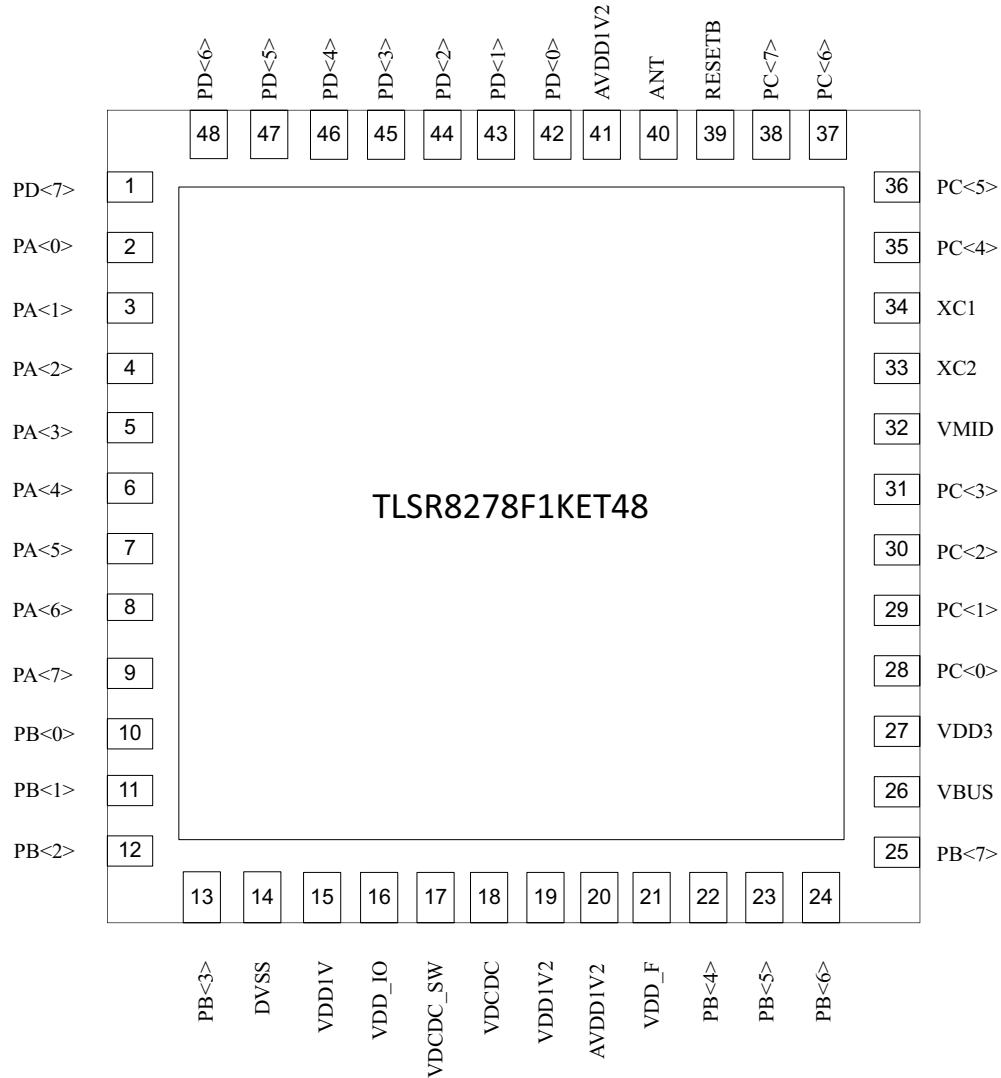 PD<6>
PD<5>
PD<4>
PD<3>
PD<2>
PD<1>
PD<0>
AVDD1V2
ANT
RESETB
PC<7>
PC<6>
48 47 46 45 44 43 42 41 40 39 38 37
PD<7> 1
PA<0> 2
PA<1> 3
PA<2> 4
PA<3> 5
PA<4> 6
PA<5> 7
PA<6> 8
PA<7> 9
PB<0> 10
PB<1> 11
PB<2> 12
TLSR8278F1KET48
36 PC<5>
35 PC<4>
34 XC1
33 XC2
32 VMID
31 PC<3>
30 PC<2>
29 PC<1>
28 PC<0>
27 VDD3
26 VBUS
25 PB<7>
13 14 15 16 17 18 19 20 21 22 23 24
PB<3>
DVSS
VDD1V
VDD_IO
VDCDC_SW
VDCDC
VDD1V2
AVDD1V2
VDD_F
PB<4>
PB<5>
PB<6>